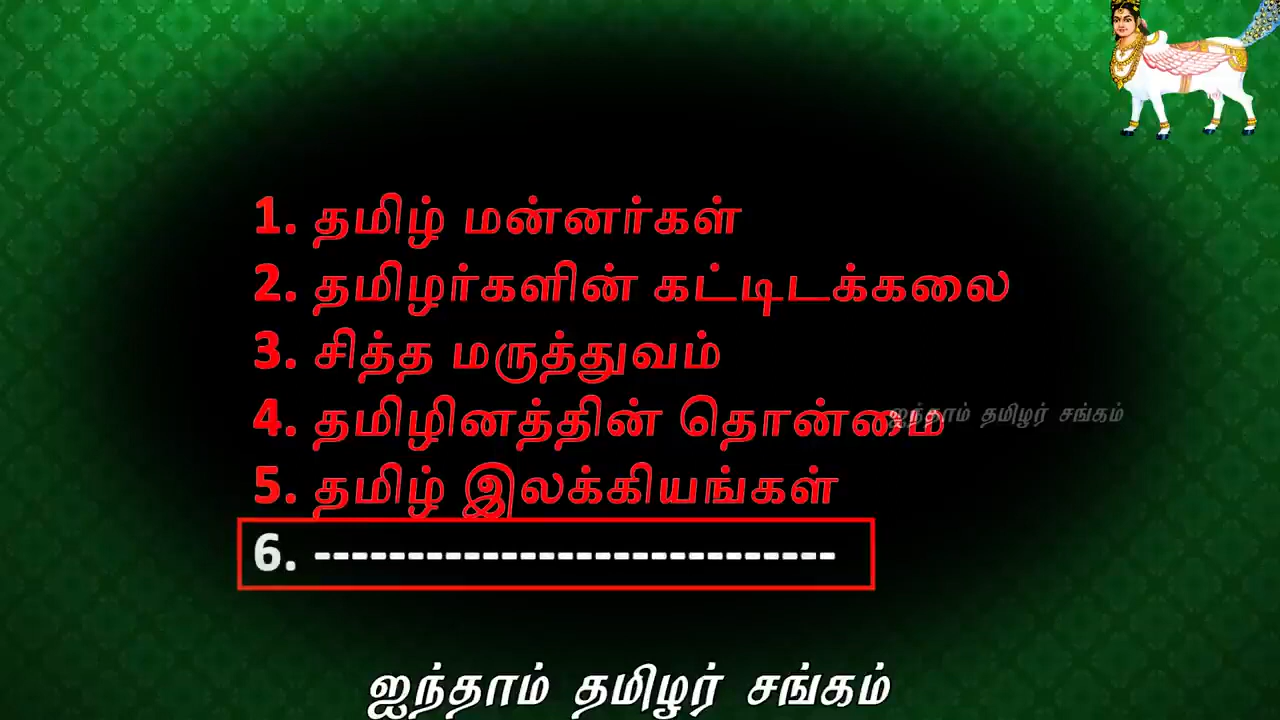 1. தமிழ் மன்னர்கள்
2. தமிழர்களின் கட்டிடக்கலை
3. சித்த மருத்துவம்
4. தமிழினத்தின் தொன்மை
ஐந்தாம் தமிழர் சங்கம்
5. தமிழ் இலக்கியங்கள்
6. ----------------------------
ஐந்தாம் தமிழர் சங்கம்